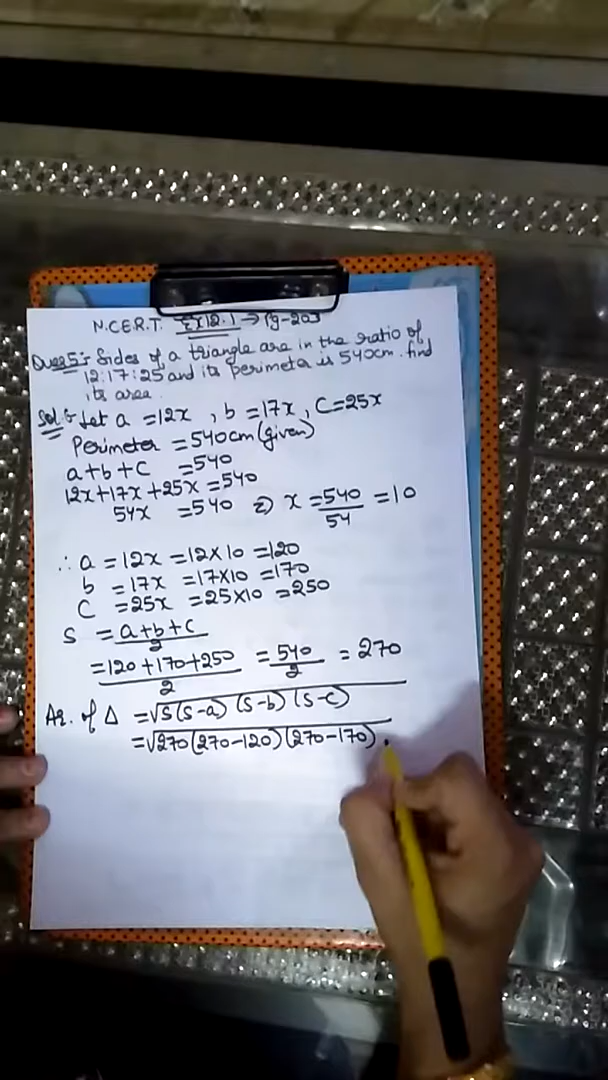 N.C.E.R.T. Ex 12.1 → Pg-203
Ques5:- Sides of a triangle are in the ratio of
12:17:25 and its perimeter is 540cm. find
its area.
Sol:- Let a = 12x , b = 17x , C = 25x
Perimeter = 540cm (given)
a+b+c = 540
12x+17x+25x = 540
54x = 540 ⇒ x = 540/54 = 10
∴ a = 12x = 12×10 = 120
b = 17x = 17×10 = 170
C = 25x = 25×10 = 250
S = a+b+c/2
= 120+170+250/2 = 540/2 = 270
Ar. of Δ = √S(S-a) (S-b) (S-c)
= √270(270-120)(270-170)